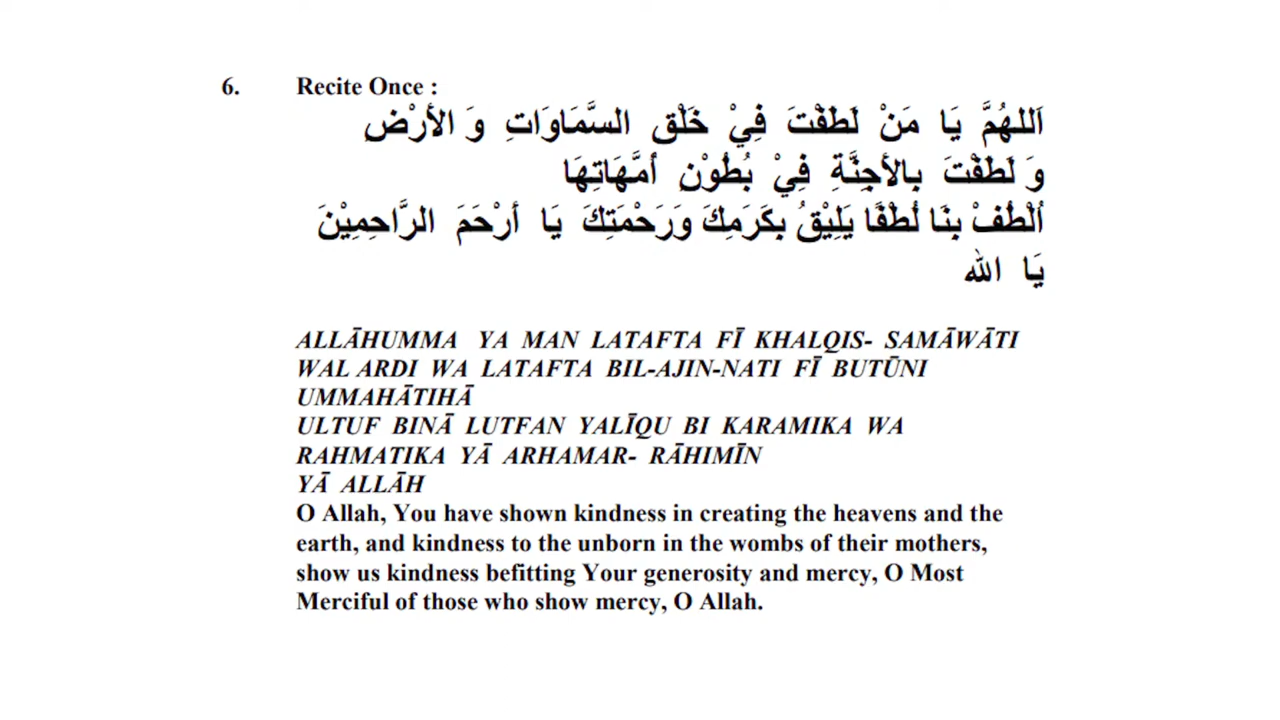 6. Recite Once :
اَللهُمَّ يَا مَنْ لَطَفْتَ فِيْ خَلْقِ السَّمَاوَاتِ وَ الأَرْضِ
وَ لَطَفْتَ بِالأَجِنَّةِ فِيْ بُطُوْنِ أُمَّهَاتِهَا
اُلْطُفْ بِنَا لُطْفًا يَلِيْقُ بِكَرَمِكَ وَرَحْمَتِكَ يَا أَرْحَمَ الرَّاحِمِيْنَ
يَا الله
ALLĀHUMMA YA MAN LATAFTA FĪ KHALQIS- SAMĀWĀTI
WAL ARDI WA LATAFTA BIL-AJIN-NATI FĪ BUTŪNI
UMMAHĀTIHĀ
ULTUF BINĀ LUTFAN YALĪQU BI KARAMIKA WA
RAHMATIKA YĀ ARHAMAR- RĀHIMĪN
YĀ ALLĀH
O Allah, You have shown kindness in creating the heavens and the
earth, and kindness to the unborn in the wombs of their mothers,
show us kindness befitting Your generosity and mercy, O Most
Merciful of those who show mercy, O Allah.